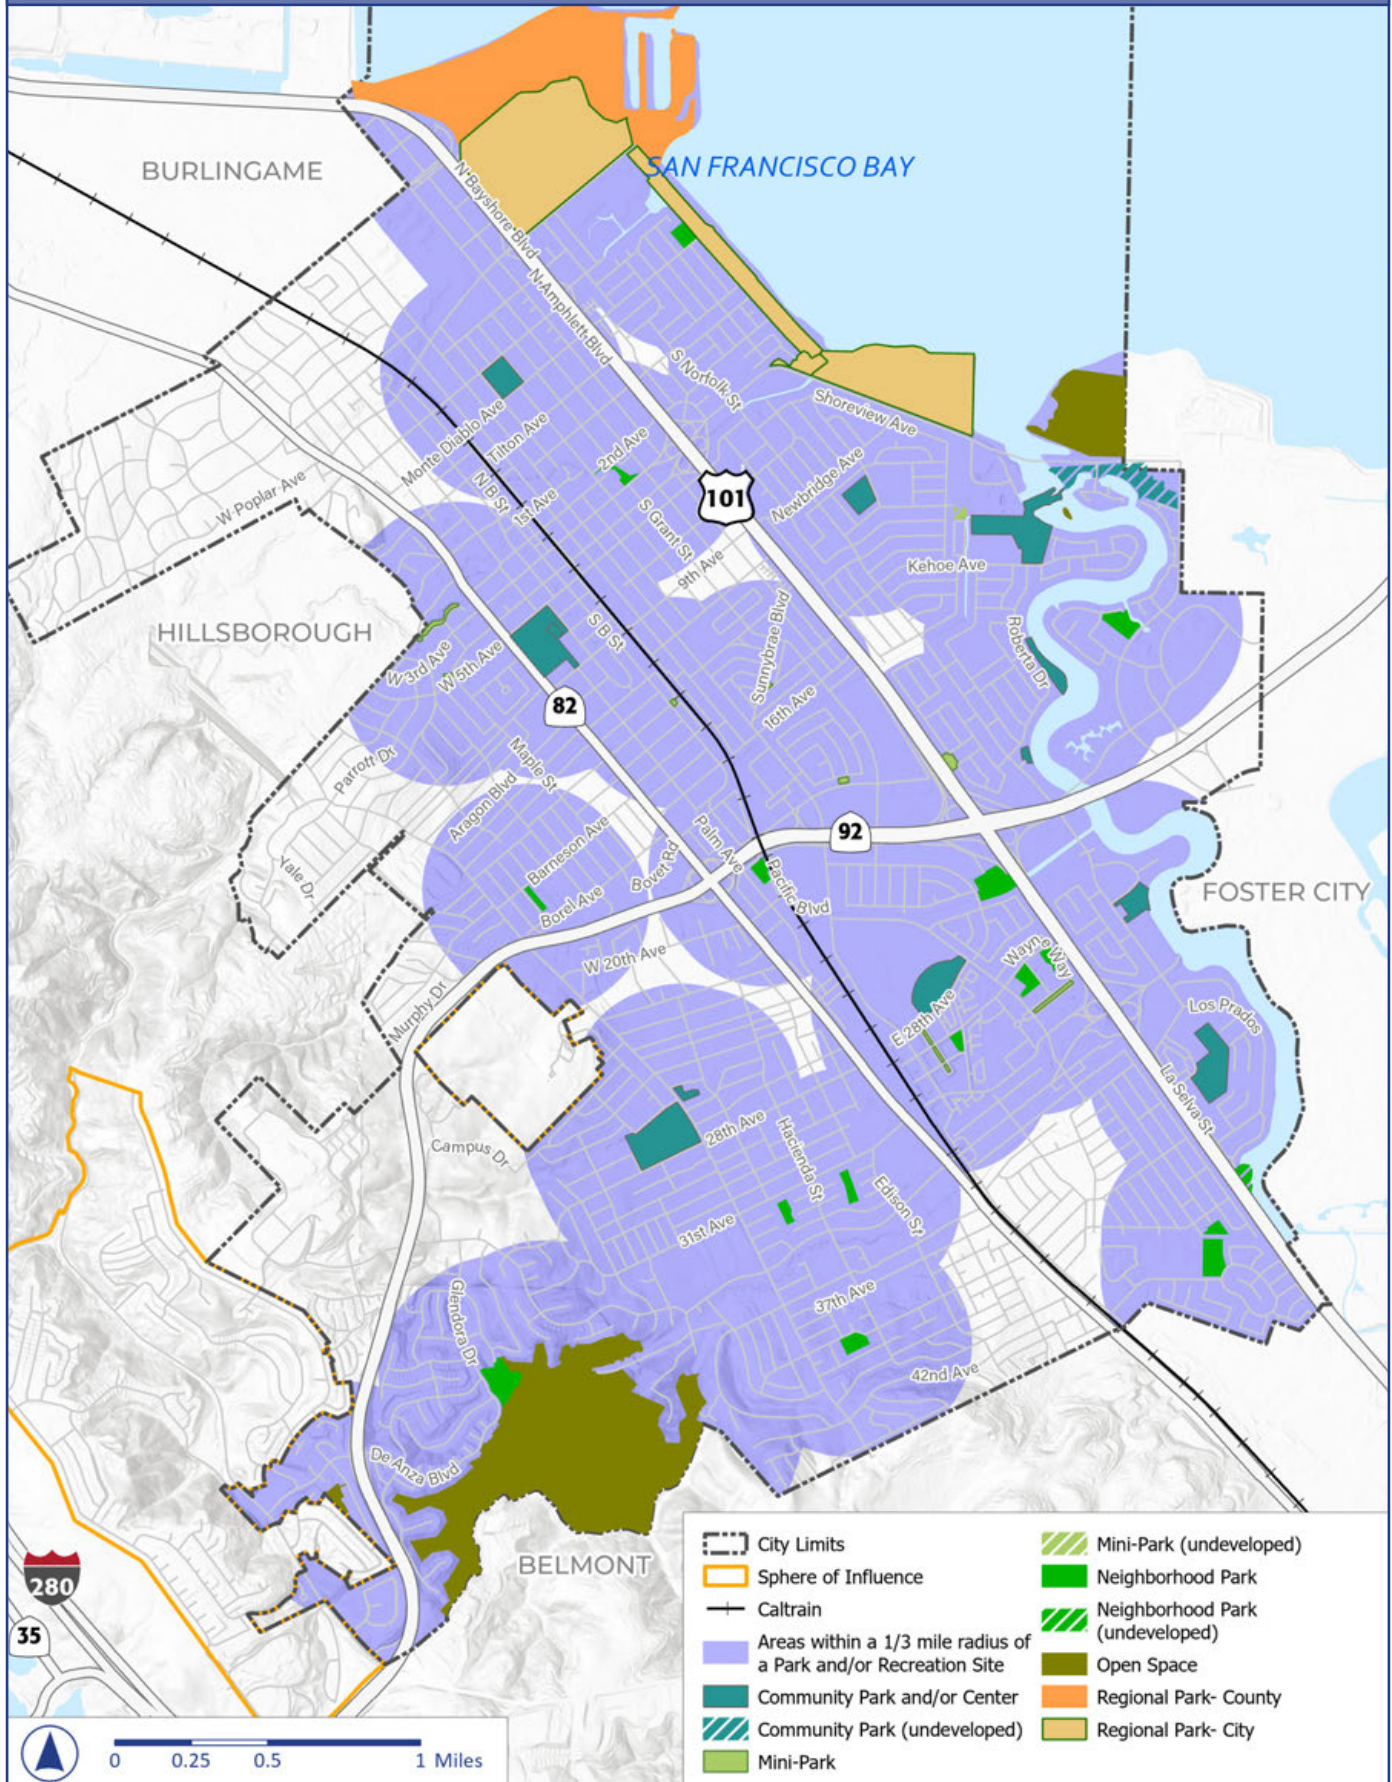 BURLINGAME
SAN FRANCISCO BAY
N Bayshore Blvd
N Amphlett Blvd
S Norfolk St
Shoreview Ave
Monte Diablo Ave
Tilton Ave
2nd Ave
N B St
1st Ave
S Grant St
101
Newbridge Ave
W Poplar Ave
9th Ave
Kehoe Ave
HILLSBOROUGH
S B St
Sunnybrae Blvd
Roberta Dr
W 3rd Ave
W 5th Ave
82
16th Ave
Parrott Dr
Maple St
Aragon Blvd
Palm Ave
92
Barneson Ave
Bovet Rd
Yale Dr
Borel Ave
Pacific Blvd
FOSTER CITY
W 20th Ave
Wayne Way
Murphy Dr
E 28th Ave
Los Prados
La Selva St
28th Ave
Campus Dr
Hacienda St
Edison St
31st Ave
Glendora Dr
37th Ave
42nd Ave
De Anza Blvd
BELMONT
280
35
City Limits
Sphere of Influence
Caltrain
Areas within a 1/3 mile radius of
a Park and/or Recreation Site
Community Park and/or Center
Community Park (undeveloped)
Mini-Park
Mini-Park (undeveloped)
Neighborhood Park
Neighborhood Park
(undeveloped)
Open Space
Regional Park- County
Regional Park- City
0 0.25 0.5 1 Miles